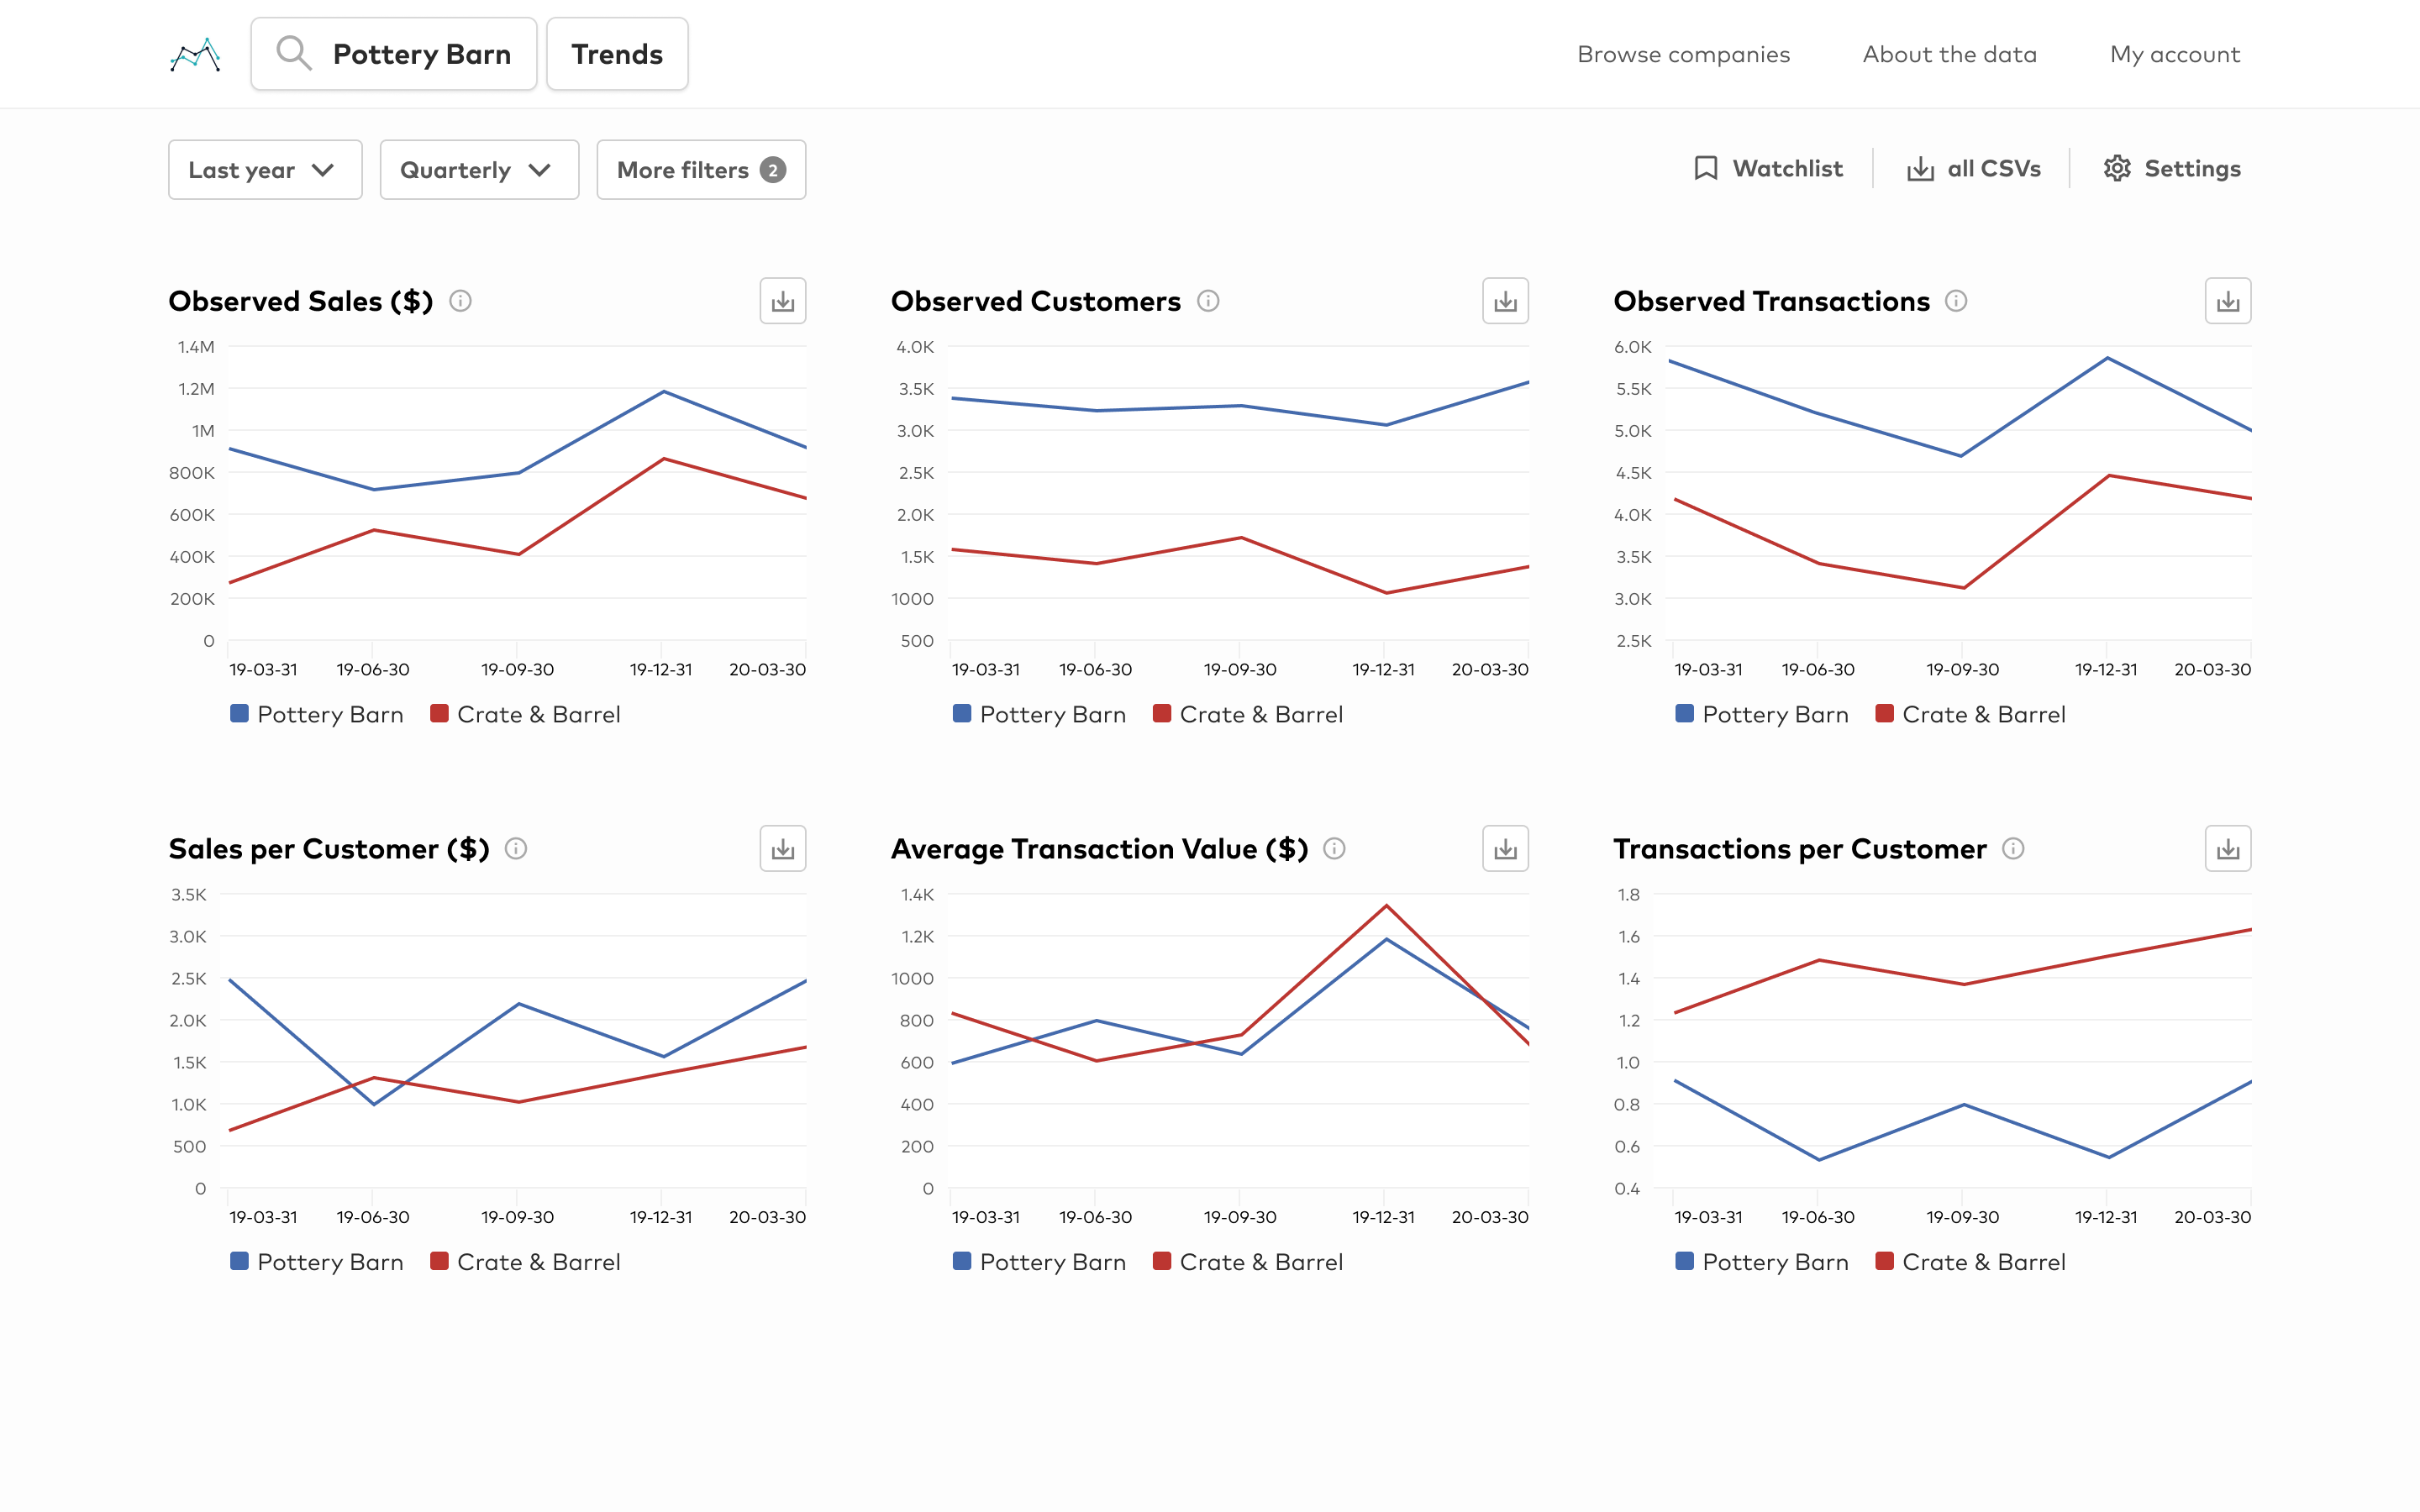 Pottery Barn Trends Browse companies About the data My account
Last year Quarterly More filters 2 Watchlist all CSVs Settings
Observed Sales ($)
1.4M
1.2M
1M
800K
600K
400K
200K
0
19-03-31 19-06-30 19-09-30 19-12-31 20-03-30
Pottery Barn Crate & Barrel
Observed Customers
4.0K
3.5K
3.0K
2.5K
2.0K
1.5K
1000
500
19-03-31 19-06-30 19-09-30 19-12-31 20-03-30
Pottery Barn Crate & Barrel
Observed Transactions
6.0K
5.5K
5.0K
4.5K
4.0K
3.5K
3.0K
2.5K
19-03-31 19-06-30 19-09-30 19-12-31 20-03-30
Pottery Barn Crate & Barrel
Sales per Customer ($)
3.5K
3.0K
2.5K
2.0K
1.5K
1.0K
500
0
19-03-31 19-06-30 19-09-30 19-12-31 20-03-30
Pottery Barn Crate & Barrel
Average Transaction Value ($)
1.4K
1.2K
1000
800
600
400
200
0
19-03-31 19-06-30 19-09-30 19-12-31 20-03-30
Pottery Barn Crate & Barrel
Transactions per Customer
1.8
1.6
1.4
1.2
1.0
0.8
0.6
0.4
19-03-31 19-06-30 19-09-30 19-12-31 20-03-30
Pottery Barn Crate & Barrel